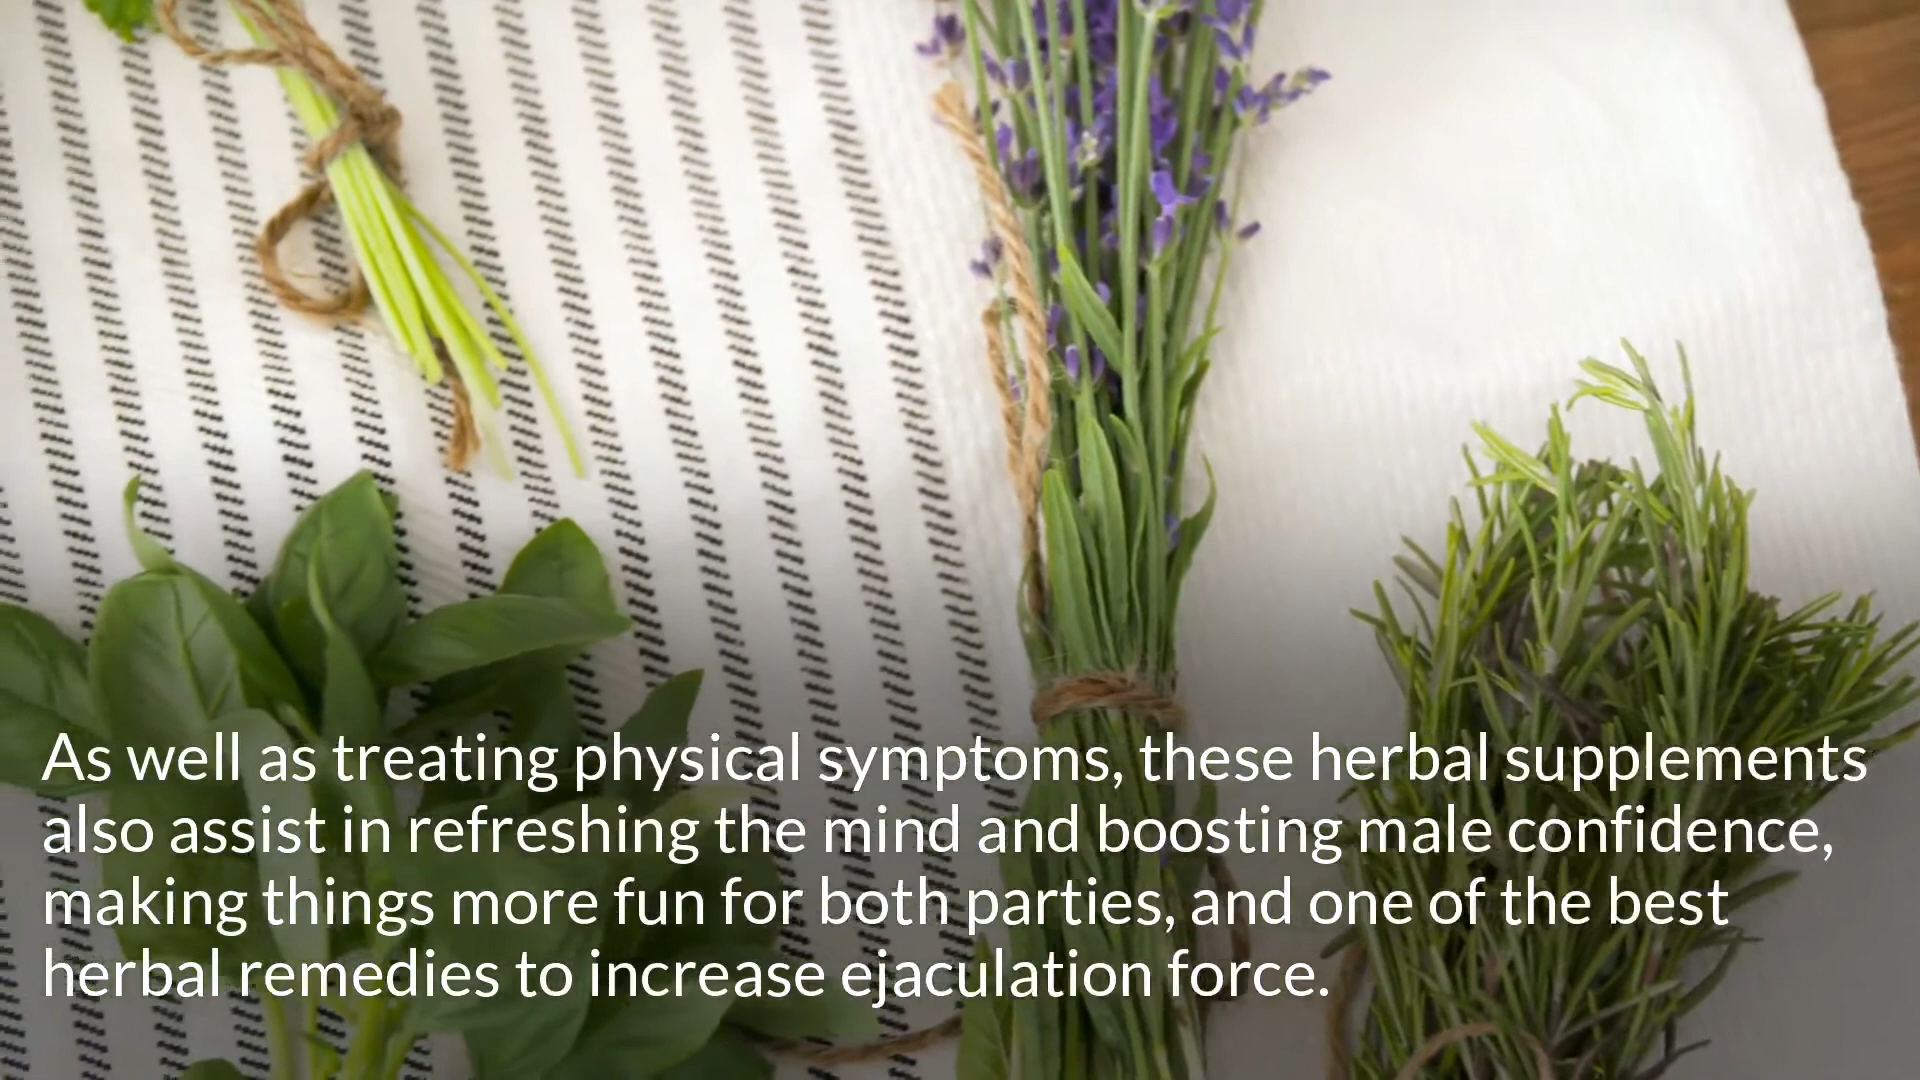 As well as treating physical symptoms, these herbal supplements
also assist in refreshing the mind and boosting male confidence,
making things more fun for both parties, and one of the best
herbal remedies to increase ejaculation force.